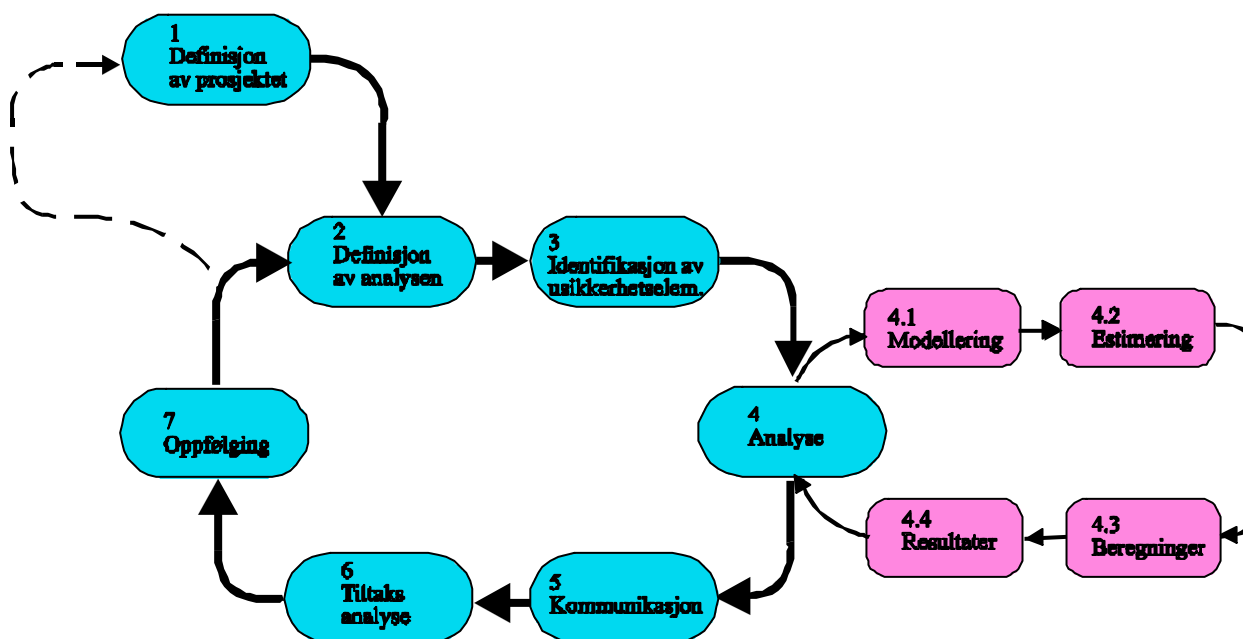 1
Definisjon
av prosjektet
2
Definisjon
av analysen
3
Identifikasjon av
usikkerhetselem.
4
Analyse
4.1
Modellering
4.2
Estimering
4.3
Beregninger
4.4
Resultater
5
Kommunikasjon
6
Tiltaks
analyse
7
Oppfølging